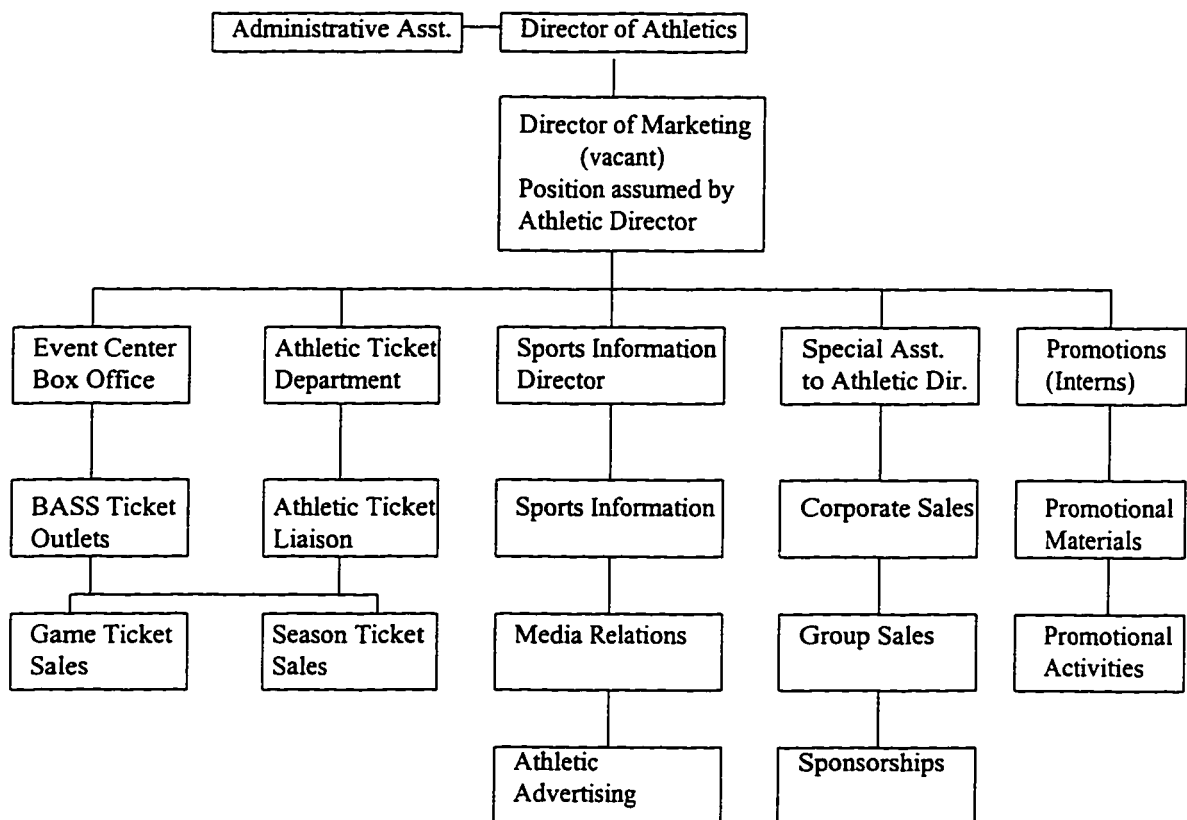 Administrative Asst.
Director of Athletics
Director of Marketing
(vacant)
Position assumed by
Athletic Director
Event Center
Box Office
Athletic Ticket
Department
Sports Information
Director
Special Asst.
to Athletic Dir.
Promotions
(Interns)
BASS Ticket
Outlets
Athletic Ticket
Liaison
Sports Information
Corporate Sales
Promotional
Materials
Game Ticket
Sales
Season Ticket
Sales
Media Relations
Group Sales
Promotional
Activities
Athletic
Advertising
Sponsorships